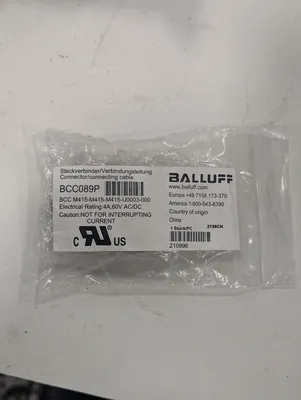 Steckverbinder/Verbindungsleitung
Connector/connecting cable
BCC089P
BCC M415-M415-M415-U0003-000
Electrical Rating:4A,60V AC/DC
Caution:NOT FOR INTERRUPTING
CURRENT
C RU US
BALLUFF
www.balluff.com
Europe +49 7158 173-370
America 1-800-543-8390
Country of origin
China
1 Stück/PC 2136CN
210996